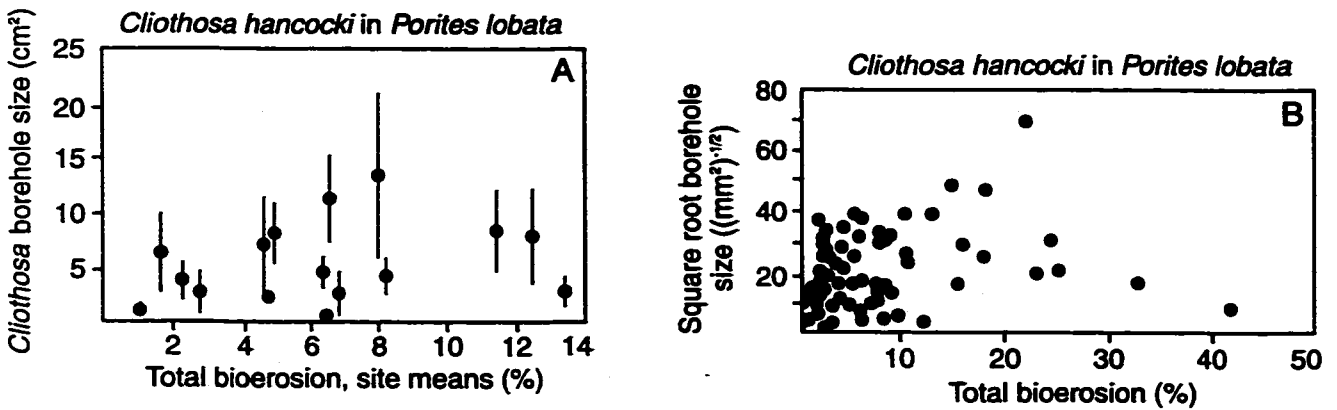 Cliothosa hancocki in Porites lobata
Cliothosa borehole size (cm²)
25
20
15
10
5
A
2
4
6
8
10
12
14
Total bioerosion, site means (%)
Cliothosa hancocki in Porites lobata
Square root borehole
size ((mm²)·¹/²)
80
60
40
20
B
10
20
30
40
50
Total bioerosion (%)